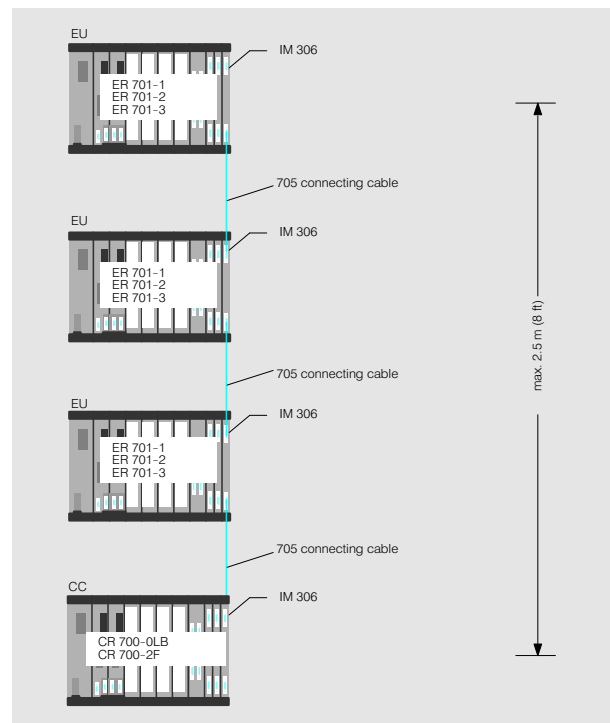 EU
IM 306
ER 701-1
ER 701-2
ER 701-3
705 connecting cable
EU
IM 306
ER 701-1
ER 701-2
ER 701-3
max. 2.5 m (8 ft)
705 connecting cable
EU
IM 306
ER 701-1
ER 701-2
ER 701-3
705 connecting cable
CC
IM 306
CR 700-0LB
CR 700-2F